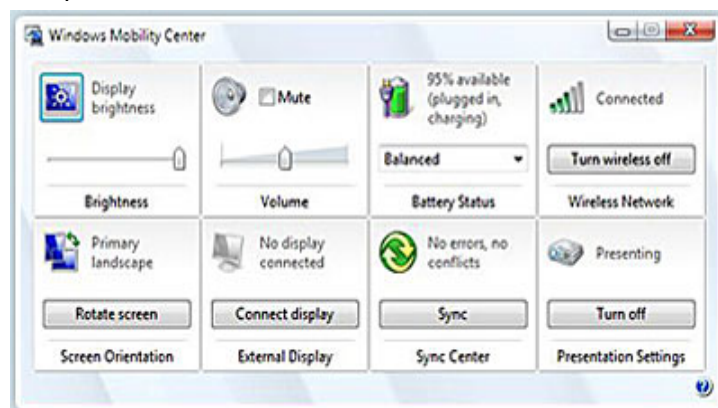 Windows Mobility Center
Display
brightness
Brightness
Mute
Volume
95% available
(plugged in,
charging)
Balanced
Battery Status
Connected
Turn wireless off
Wireless Network
Primary
landscape
Rotate screen
Screen Orientation
No display
connected
Connect display
External Display
No errors, no
conflicts
Sync
Sync Center
Presenting
Turn off
Presentation Settings